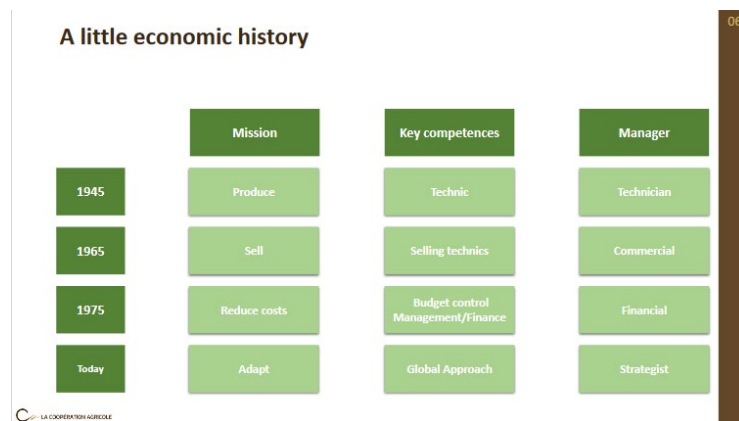 06
A little economic history
Mission
Key competences
Manager
1945
Produce
Technic
Technician
1965
Sell
Selling technics
Commercial
1975
Reduce costs
Budget control
Management/Finance
Financial
Today
Adapt
Global Approach
Strategist
LA COOPÉRATION AGRICOLE